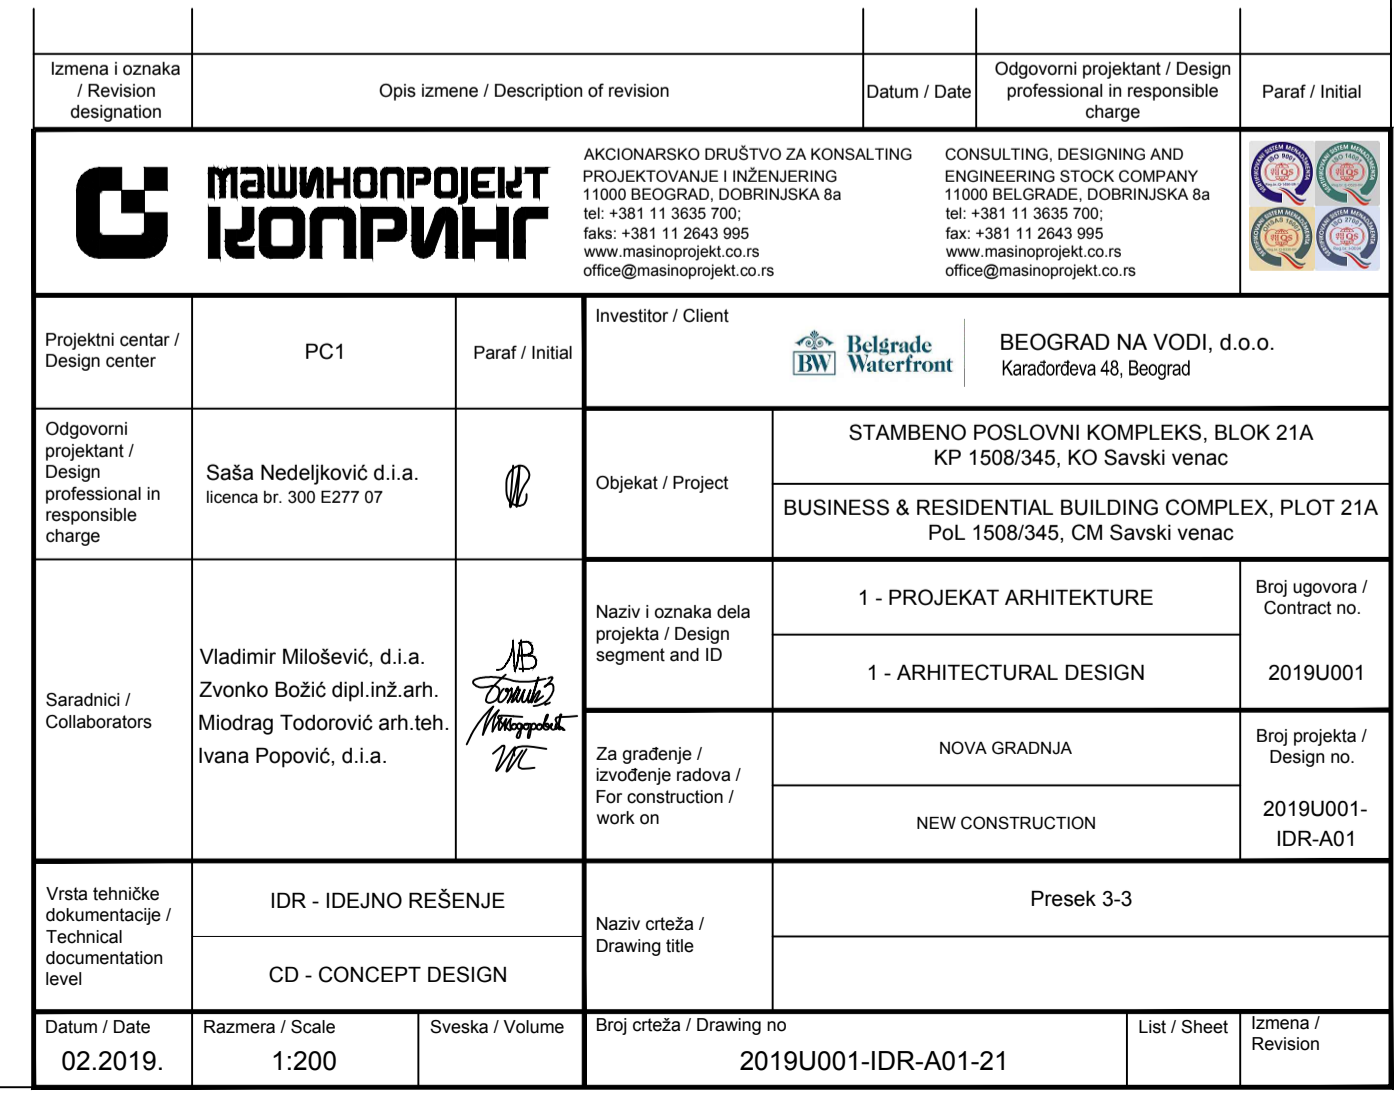 Izmena i oznaka
/ Revision
designation
Opis izmene / Description of revision
Datum / Date
Odgovorni projektant / Design
professional in responsible
charge
Paraf / Initial
МАШИНОПРОЈЕКТ
КОПРИНГ
AKCIONARSKO DRUŠTVO ZA KONSALTING
PROJEKTOVANJE I INŽENJERING
11000 BEOGRAD, DOBRINJSKA 8a
tel: +381 11 3635 700;
faks: +381 11 2643 995
www.masinoprojekt.co.rs
office@masinoprojekt.co.rs
CONSULTING, DESIGNING AND
ENGINEERING STOCK COMPANY
11000 BELGRADE, DOBRINJSKA 8a
tel: +381 11 3635 700;
fax: +381 11 2643 995
www.masinoprojekt.co.rs
office@masinoprojekt.co.rs
Projektni centar /
Design center
PC1
Paraf / Initial
Investitor / Client
BW
Belgrade
Waterfront
BEOGRAD NA VODI, d.o.o.
Karađorđeva 48, Beograd
Odgovorni
projektant /
Design
professional in
responsible
charge
Saša Nedeljković d.i.a.
licenca br. 300 E277 07
Objekat / Project
STAMBENO POSLOVNI KOMPLEKS, BLOK 21A
KP 1508/345, KO Savski venac
BUSINESS & RESIDENTIAL BUILDING COMPLEX, PLOT 21A
PoL 1508/345, CM Savski venac
Saradnici /
Collaborators
Vladimir Milošević, d.i.a.
Zvonko Božić dipl.inž.arh.
Miodrag Todorović arh.teh.
Ivana Popović, d.i.a.
Naziv i oznaka dela
projekta / Design
segment and ID
1 - PROJEKAT ARHITEKTURE
1 - ARHITECTURAL DESIGN
Broj ugovora /
Contract no.
2019U001
Za građenje /
izvođenje radova /
For construction /
work on
NOVA GRADNJA
NEW CONSTRUCTION
Broj projekta /
Design no.
2019U001-
IDR-A01
Vrsta tehničke
dokumentacije /
Technical
documentation
level
IDR - IDEJNO REŠENJE
CD - CONCEPT DESIGN
Naziv crteža /
Drawing title
Presek 3-3
Datum / Date
02.2019.
Razmera / Scale
1:200
Sveska / Volume
Broj crteža / Drawing no
2019U001-IDR-A01-21
List / Sheet
Izmena /
Revision